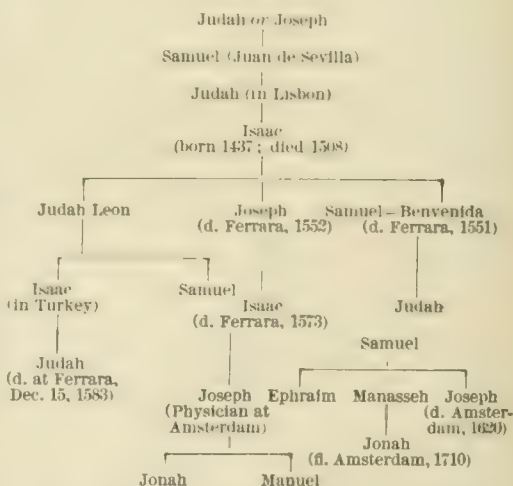 Judah or Joseph
Samuel (Juan de Sevilla)
Judah (in Lisbon)
Isaac
(born 1437; died 1508)
Judah Leon Joseph Samuel – Benvenida
(d. Ferrara, 1552) (d. Ferrara, 1551)
Isaac Samuel Isaac Judah
(in Turkey) (d. Ferrara, 1573)
Samuel
Judah
(d. at Ferrara,
Dec. 15, 1583)
Joseph Ephraim Manasseh Joseph
(Physician at (d. Amster-
Amsterdam) dam, 1620)
Jonah
(fl. Amsterdam, 1710)
Jonah Manuel